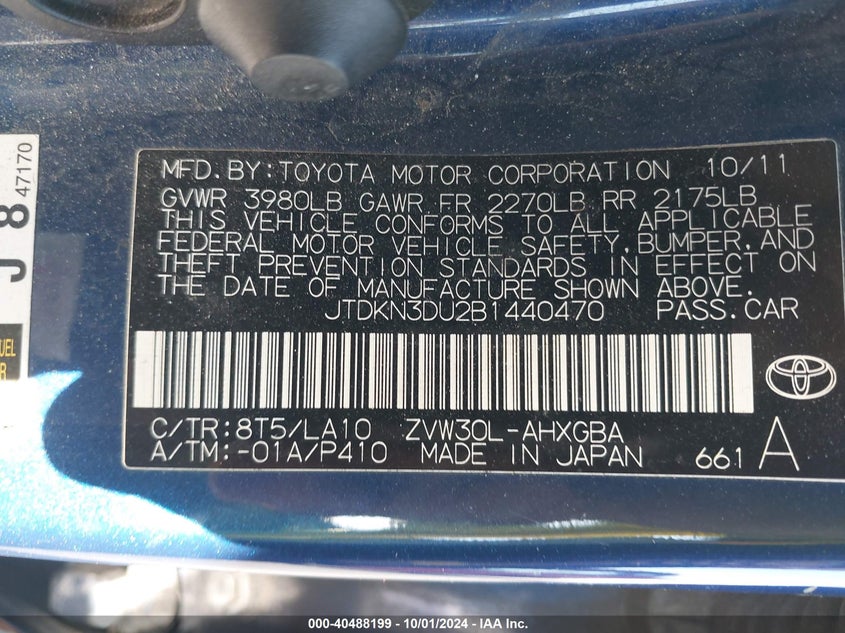 MFD.BY:TOYOTA MOTOR CORPORATION 10/11
GVWR 3980LB GAWR FR 2270LB RR 2175LB
THIS VEHICLE CONFORMS TO ALL APPLICABLE
FEDERAL MOTOR VEHICLE SAFETY,BUMPER,AND
THEFT PREVENTION STANDARDS IN EFFECT ON
THE DATE OF MANUFACTURE SHOWN ABOVE.
JTDKN3DU2B1440470 PASS.CAR
C/TR:8T5/LA10 ZVW30L-AHXGBA
A/TM:-01A/P410 MADE IN JAPAN 661 A
J 8
47170
000-40488199 - 10/01/2024 - IAA Inc.